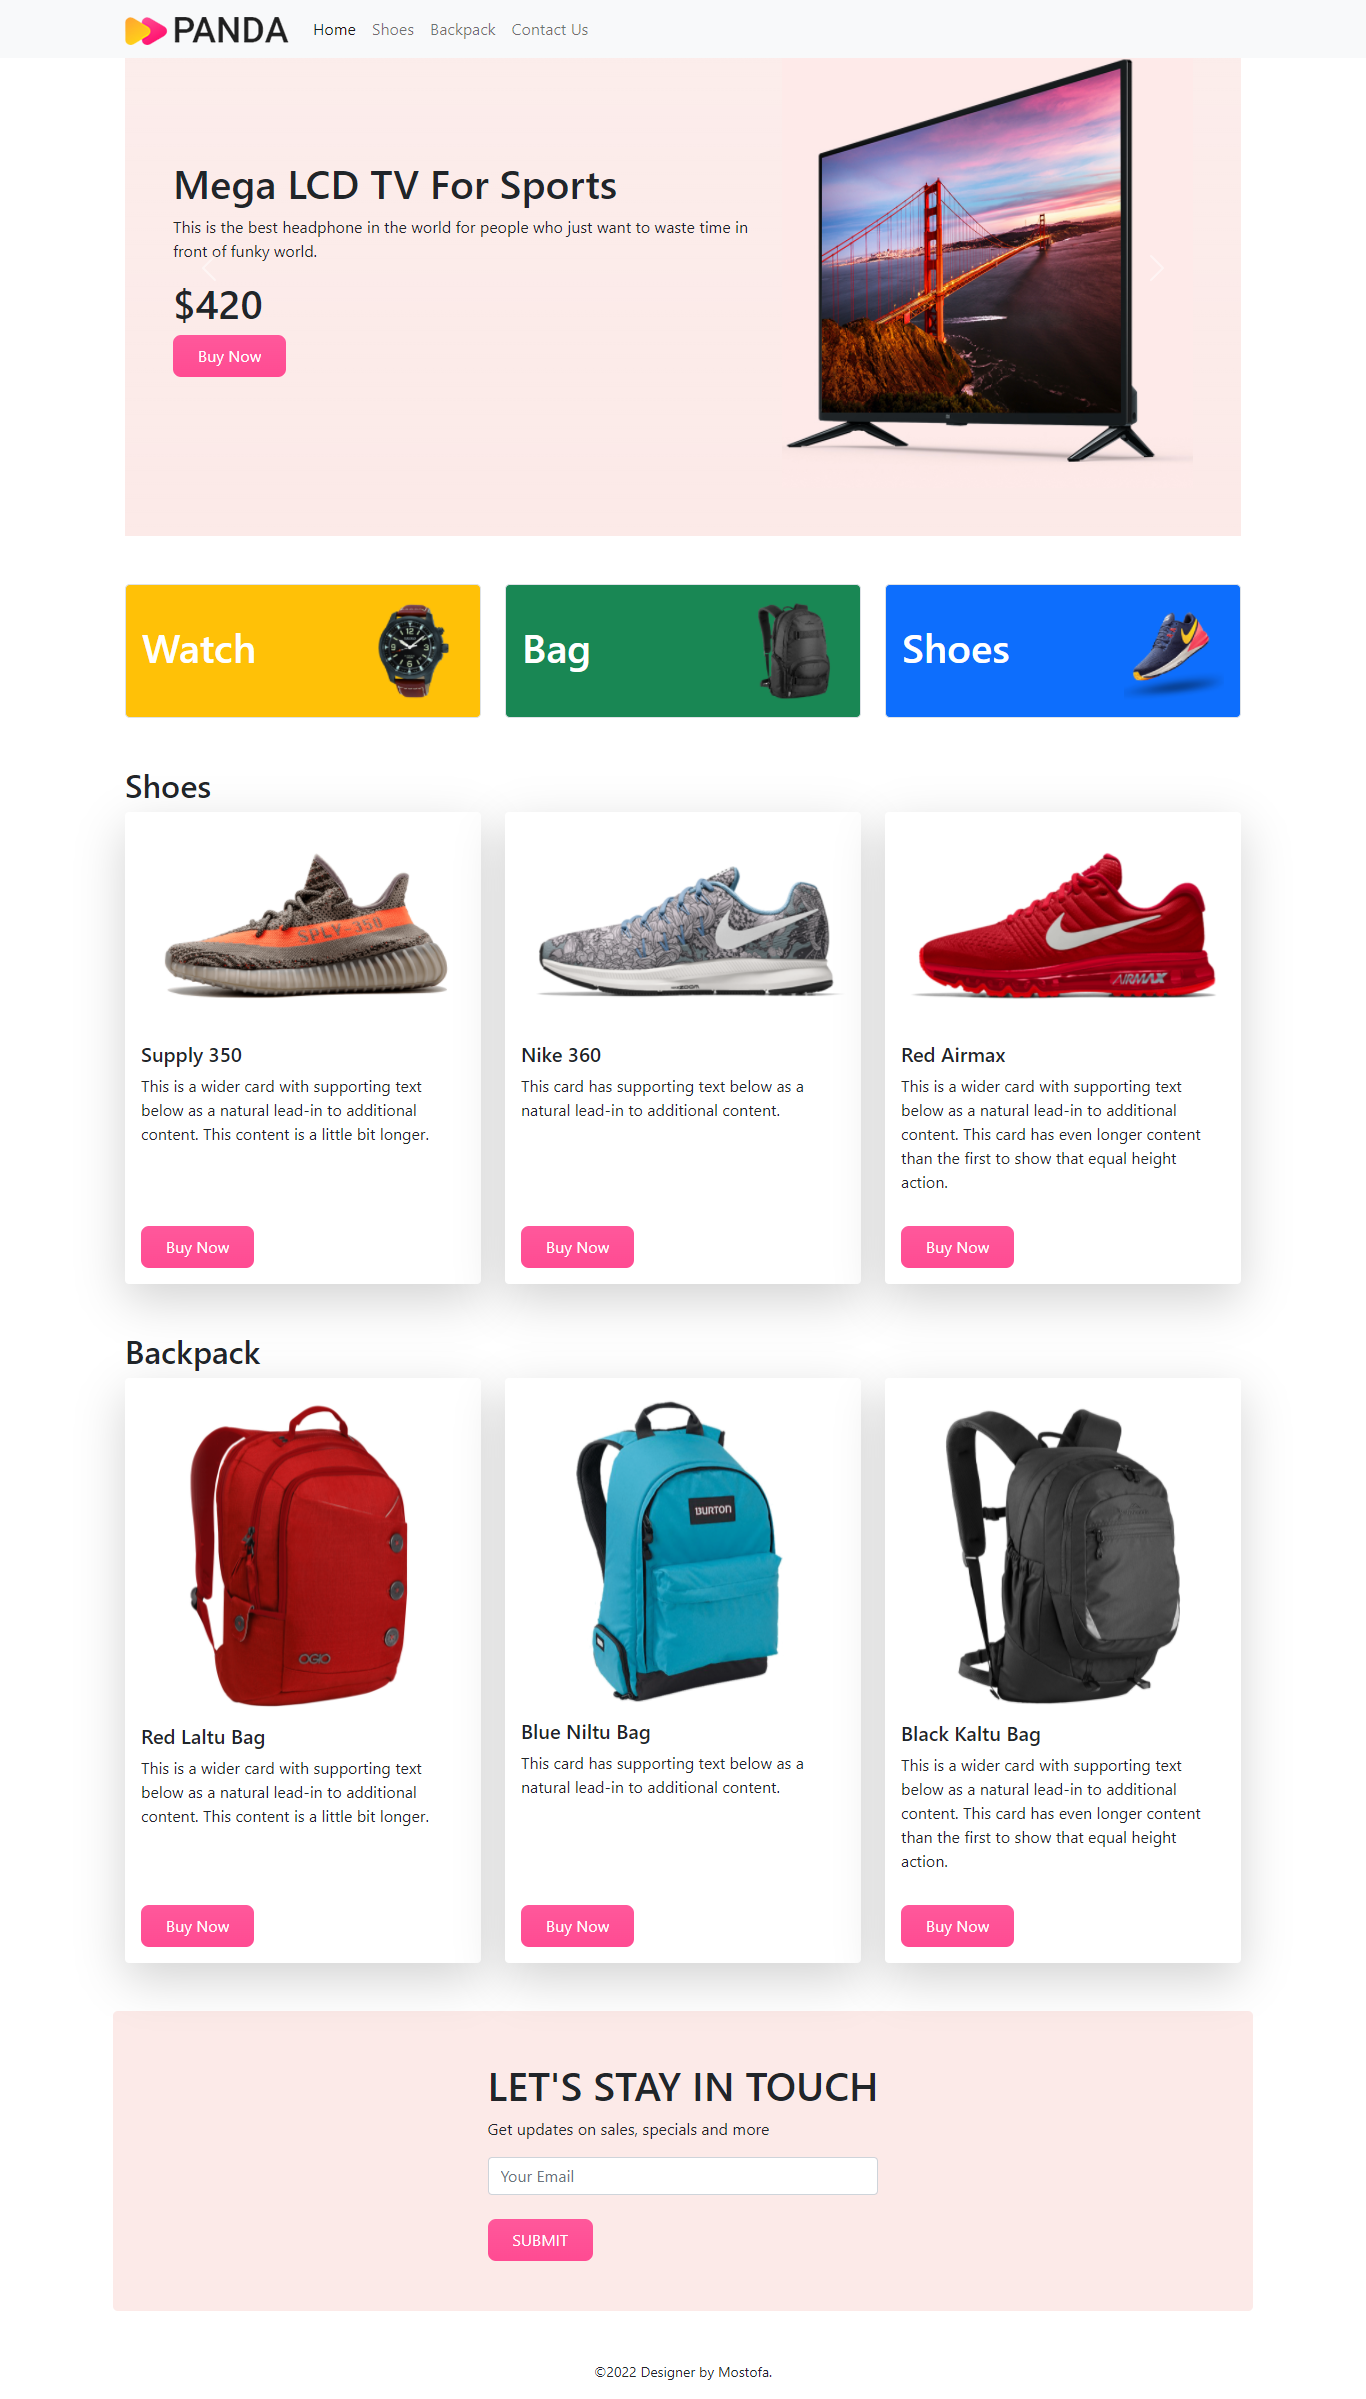 PANDA Home Shoes Backpack Contact Us
Mega LCD TV For Sports
This is the best headphone in the world for people who just want to waste time in
front of funky world.
$420
Buy Now
Watch
Bag
Shoes
Shoes
SPLY-350
ZOOM
AIRMAX
Supply 350
This is a wider card with supporting text
below as a natural lead-in to additional
content. This content is a little bit longer.
Buy Now
Nike 360
This card has supporting text below as a
natural lead-in to additional content.
Buy Now
Red Airmax
This is a wider card with supporting text
below as a natural lead-in to additional
content. This card has even longer content
than the first to show that equal height
action.
Buy Now
Backpack
OGIO
BURTON
Red Laltu Bag
This is a wider card with supporting text
below as a natural lead-in to additional
content. This content is a little bit longer.
Buy Now
Blue Niltu Bag
This card has supporting text below as a
natural lead-in to additional content.
Buy Now
Black Kaltu Bag
This is a wider card with supporting text
below as a natural lead-in to additional
content. This card has even longer content
than the first to show that equal height
action.
Buy Now
LET'S STAY IN TOUCH
Get updates on sales, specials and more
Your Email
SUBMIT
©2022 Designer by Mostofa.